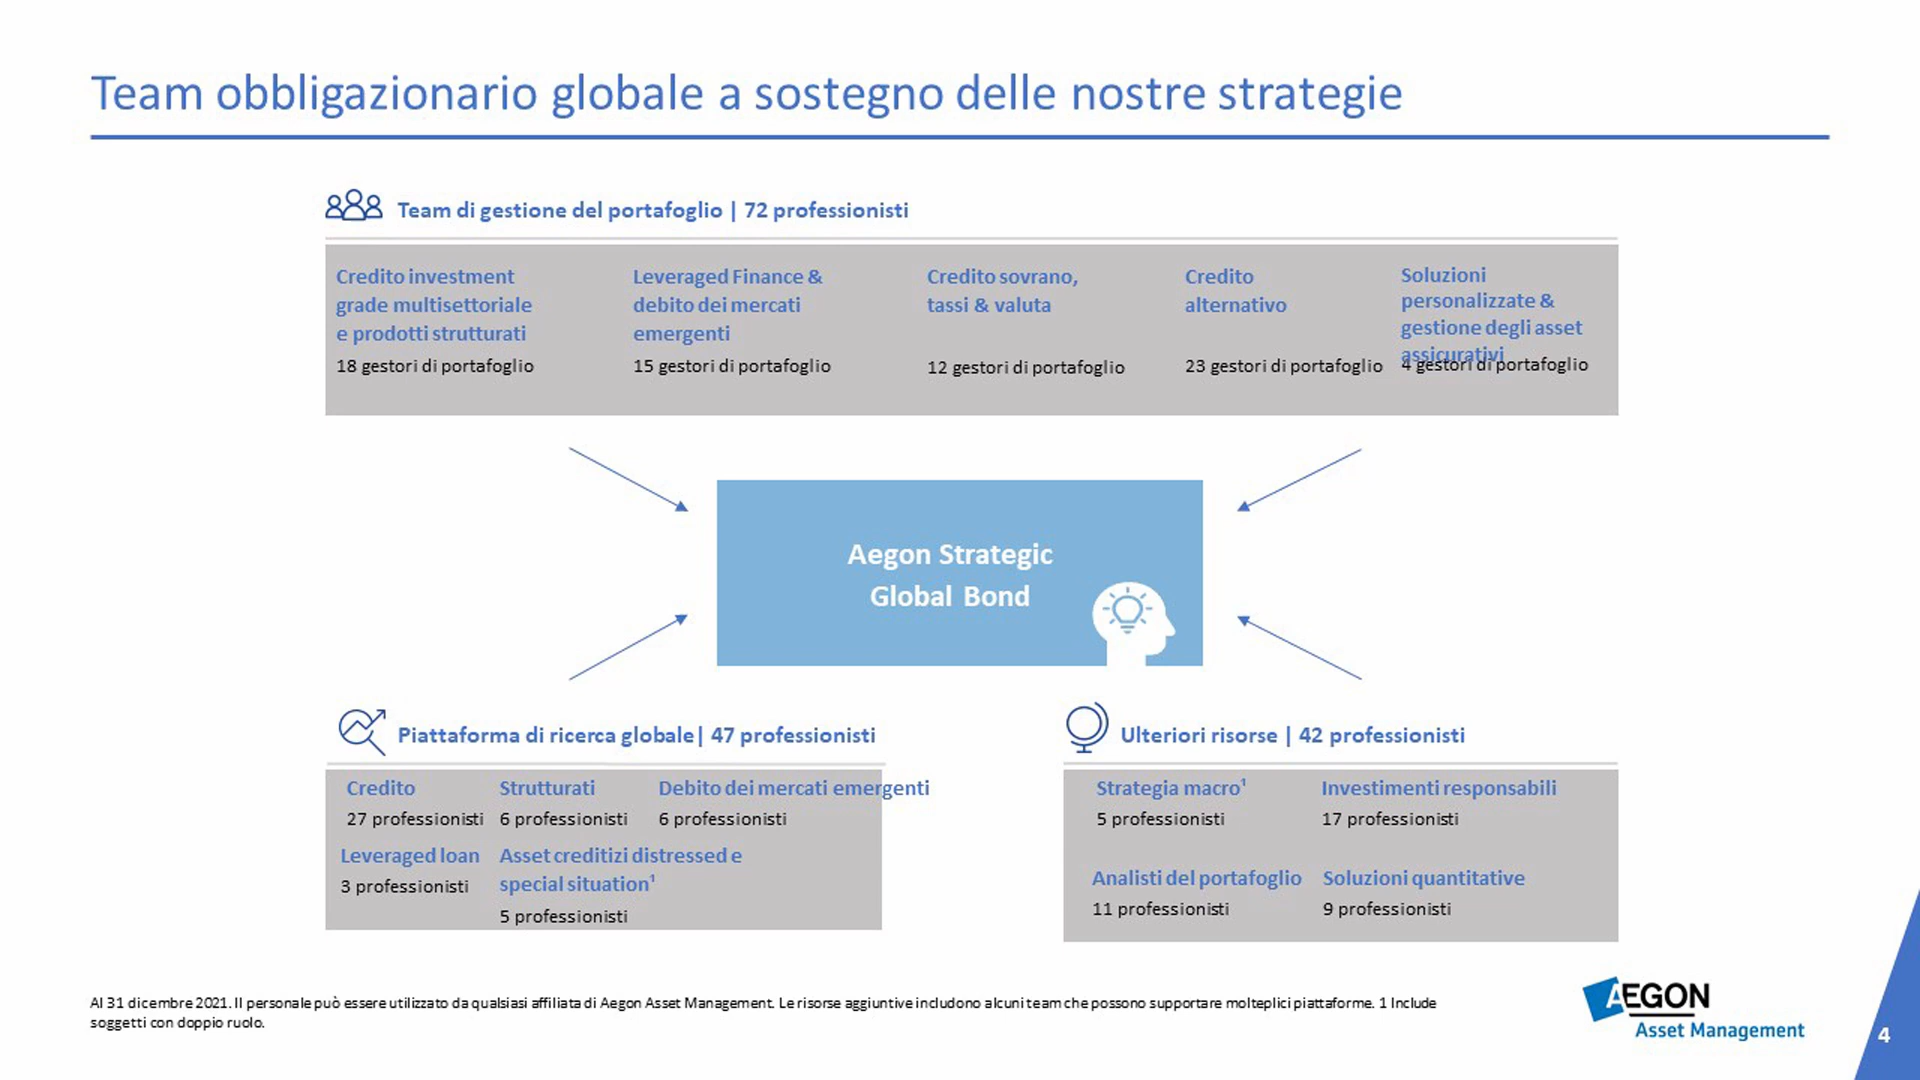 Team obbligazionario globale a sostegno delle nostre strategie
Team di gestione del portafoglio | 72 professionisti
Credito investment
grade multisettoriale
e prodotti strutturati
18 gestori di portafoglio
Leveraged Finance &
debito dei mercati
emergenti
15 gestori di portafoglio
Credito sovrano,
tassi & valuta
12 gestori di portafoglio
Credito
alternativo
23 gestori di portafoglio
Soluzioni
personalizzate &
gestione degli asset
assicurativi
4 gestori di portafoglio
Aegon Strategic
Global Bond
Piattaforma di ricerca globale| 47 professionisti
Credito
27 professionisti
Strutturati
6 professionisti
Debito dei mercati emergenti
6 professionisti
Leveraged loan
3 professionisti
Asset creditizi distressed e
special situation¹
5 professionisti
Ulteriori risorse | 42 professionisti
Strategia macro¹
5 professionisti
Investimenti responsabili
17 professionisti
Analisti del portafoglio
11 professionisti
Soluzioni quantitative
9 professionisti
Al 31 dicembre 2021. Il personale può essere utilizzato da qualsiasi affiliata di Aegon Asset Management. Le risorse aggiuntive includono alcuni team che possono supportare molteplici piattaforme. 1 Include
soggetti con doppio ruolo.
AEGON
Asset Management
4